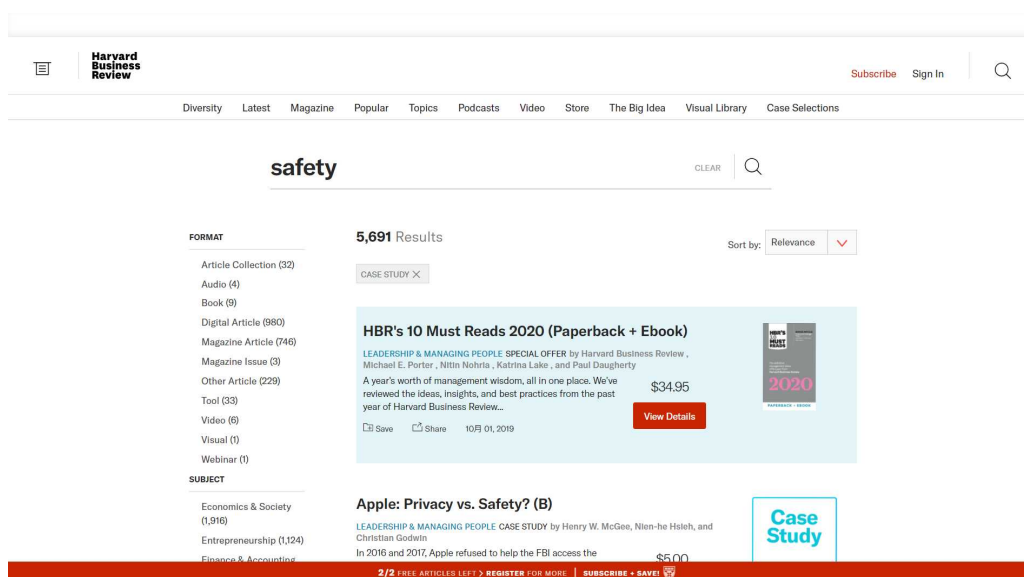 Harvard
Business
Review
Subscribe Sign In
Diversity Latest Magazine Popular Topics Podcasts Video Store The Big Idea Visual Library Case Selections
safety
CLEAR
FORMAT
Article Collection (32)
Audio (4)
Book (9)
Digital Article (980)
Magazine Article (746)
Magazine Issue (3)
Other Article (229)
Tool (33)
Video (6)
Visual (1)
Webinar (1)
SUBJECT
Economics & Society
(1,916)
Entrepreneurship (1,124)
Finance & Accounting
5,691 Results
Sort by: Relevance
CASE STUDY
HBR's 10 Must Reads 2020 (Paperback + Ebook)
LEADERSHIP & MANAGING PEOPLE SPECIAL OFFER by Harvard Business Review ,
Michael E. Porter , Nitin Nohria , Katrina Lake , and Paul Daugherty
A year's worth of management wisdom, all in one place. We've
reviewed the ideas, insights, and best practices from the past
year of Harvard Business Review...
Save Share 10月 01, 2019
$34.95
View Details
HBR'S
10
MUST
READS
2020
PAPERBACK + EBOOK
Apple: Privacy vs. Safety? (B)
LEADERSHIP & MANAGING PEOPLE CASE STUDY by Henry W. McGee, Nien-he Hsieh, and
Christian Godwin
In 2016 and 2017, Apple refused to help the FBI access the
$5.00
Case
Study
2/2 FREE ARTICLES LEFT > REGISTER FOR MORE | SUBSCRIBE + SAVE!